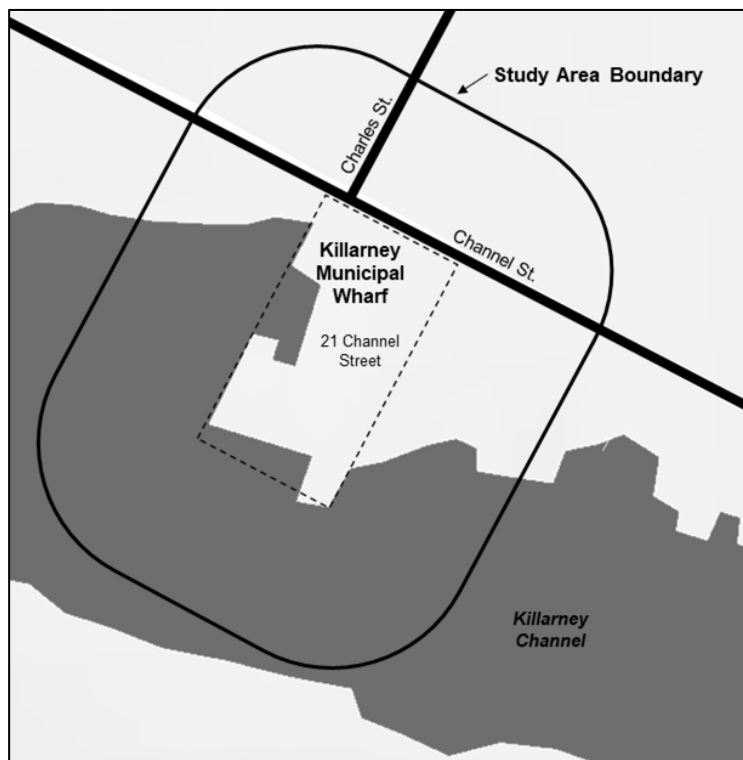 Study Area Boundary
Charles St.
Channel St.
Killarney
Municipal
Wharf
21 Channel
Street
Killarney
Channel